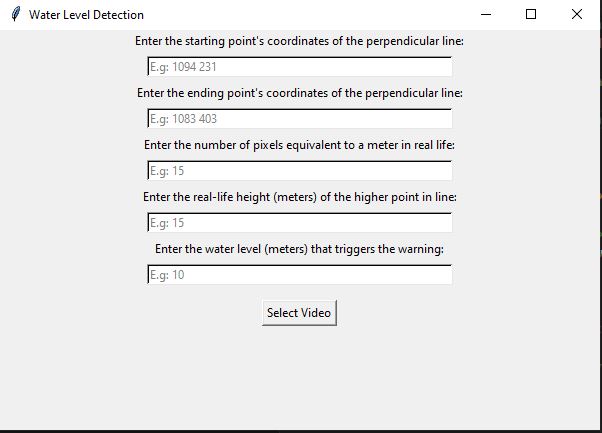 Water Level Detection
Enter the starting point's coordinates of the perpendicular line:
E.g: 1094 231
Enter the ending point's coordinates of the perpendicular line:
E.g: 1083 403
Enter the number of pixels equivalent to a meter in real life:
E.g: 15
Enter the real-life height (meters) of the higher point in line:
E.g: 15
Enter the water level (meters) that triggers the warning:
E.g: 10
Select Video